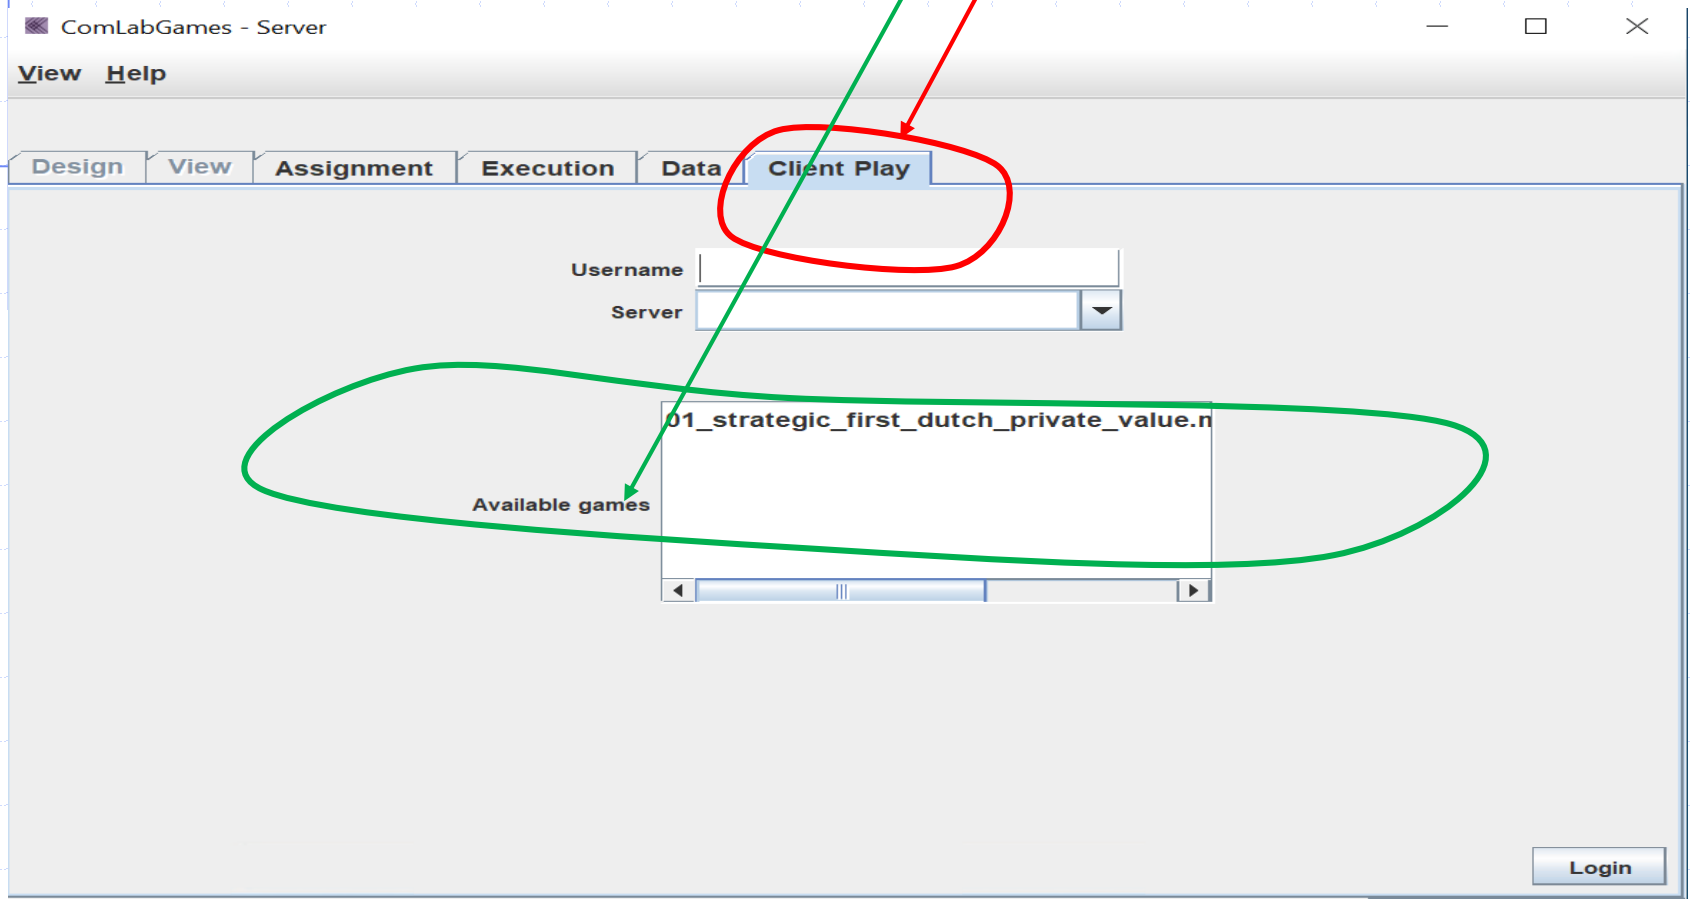 ComLabGames - Server
View Help
Design View Assignment Execution Data Client Play
Username
Server
01_strategic_first_dutch_private_value.n
Available games
Login